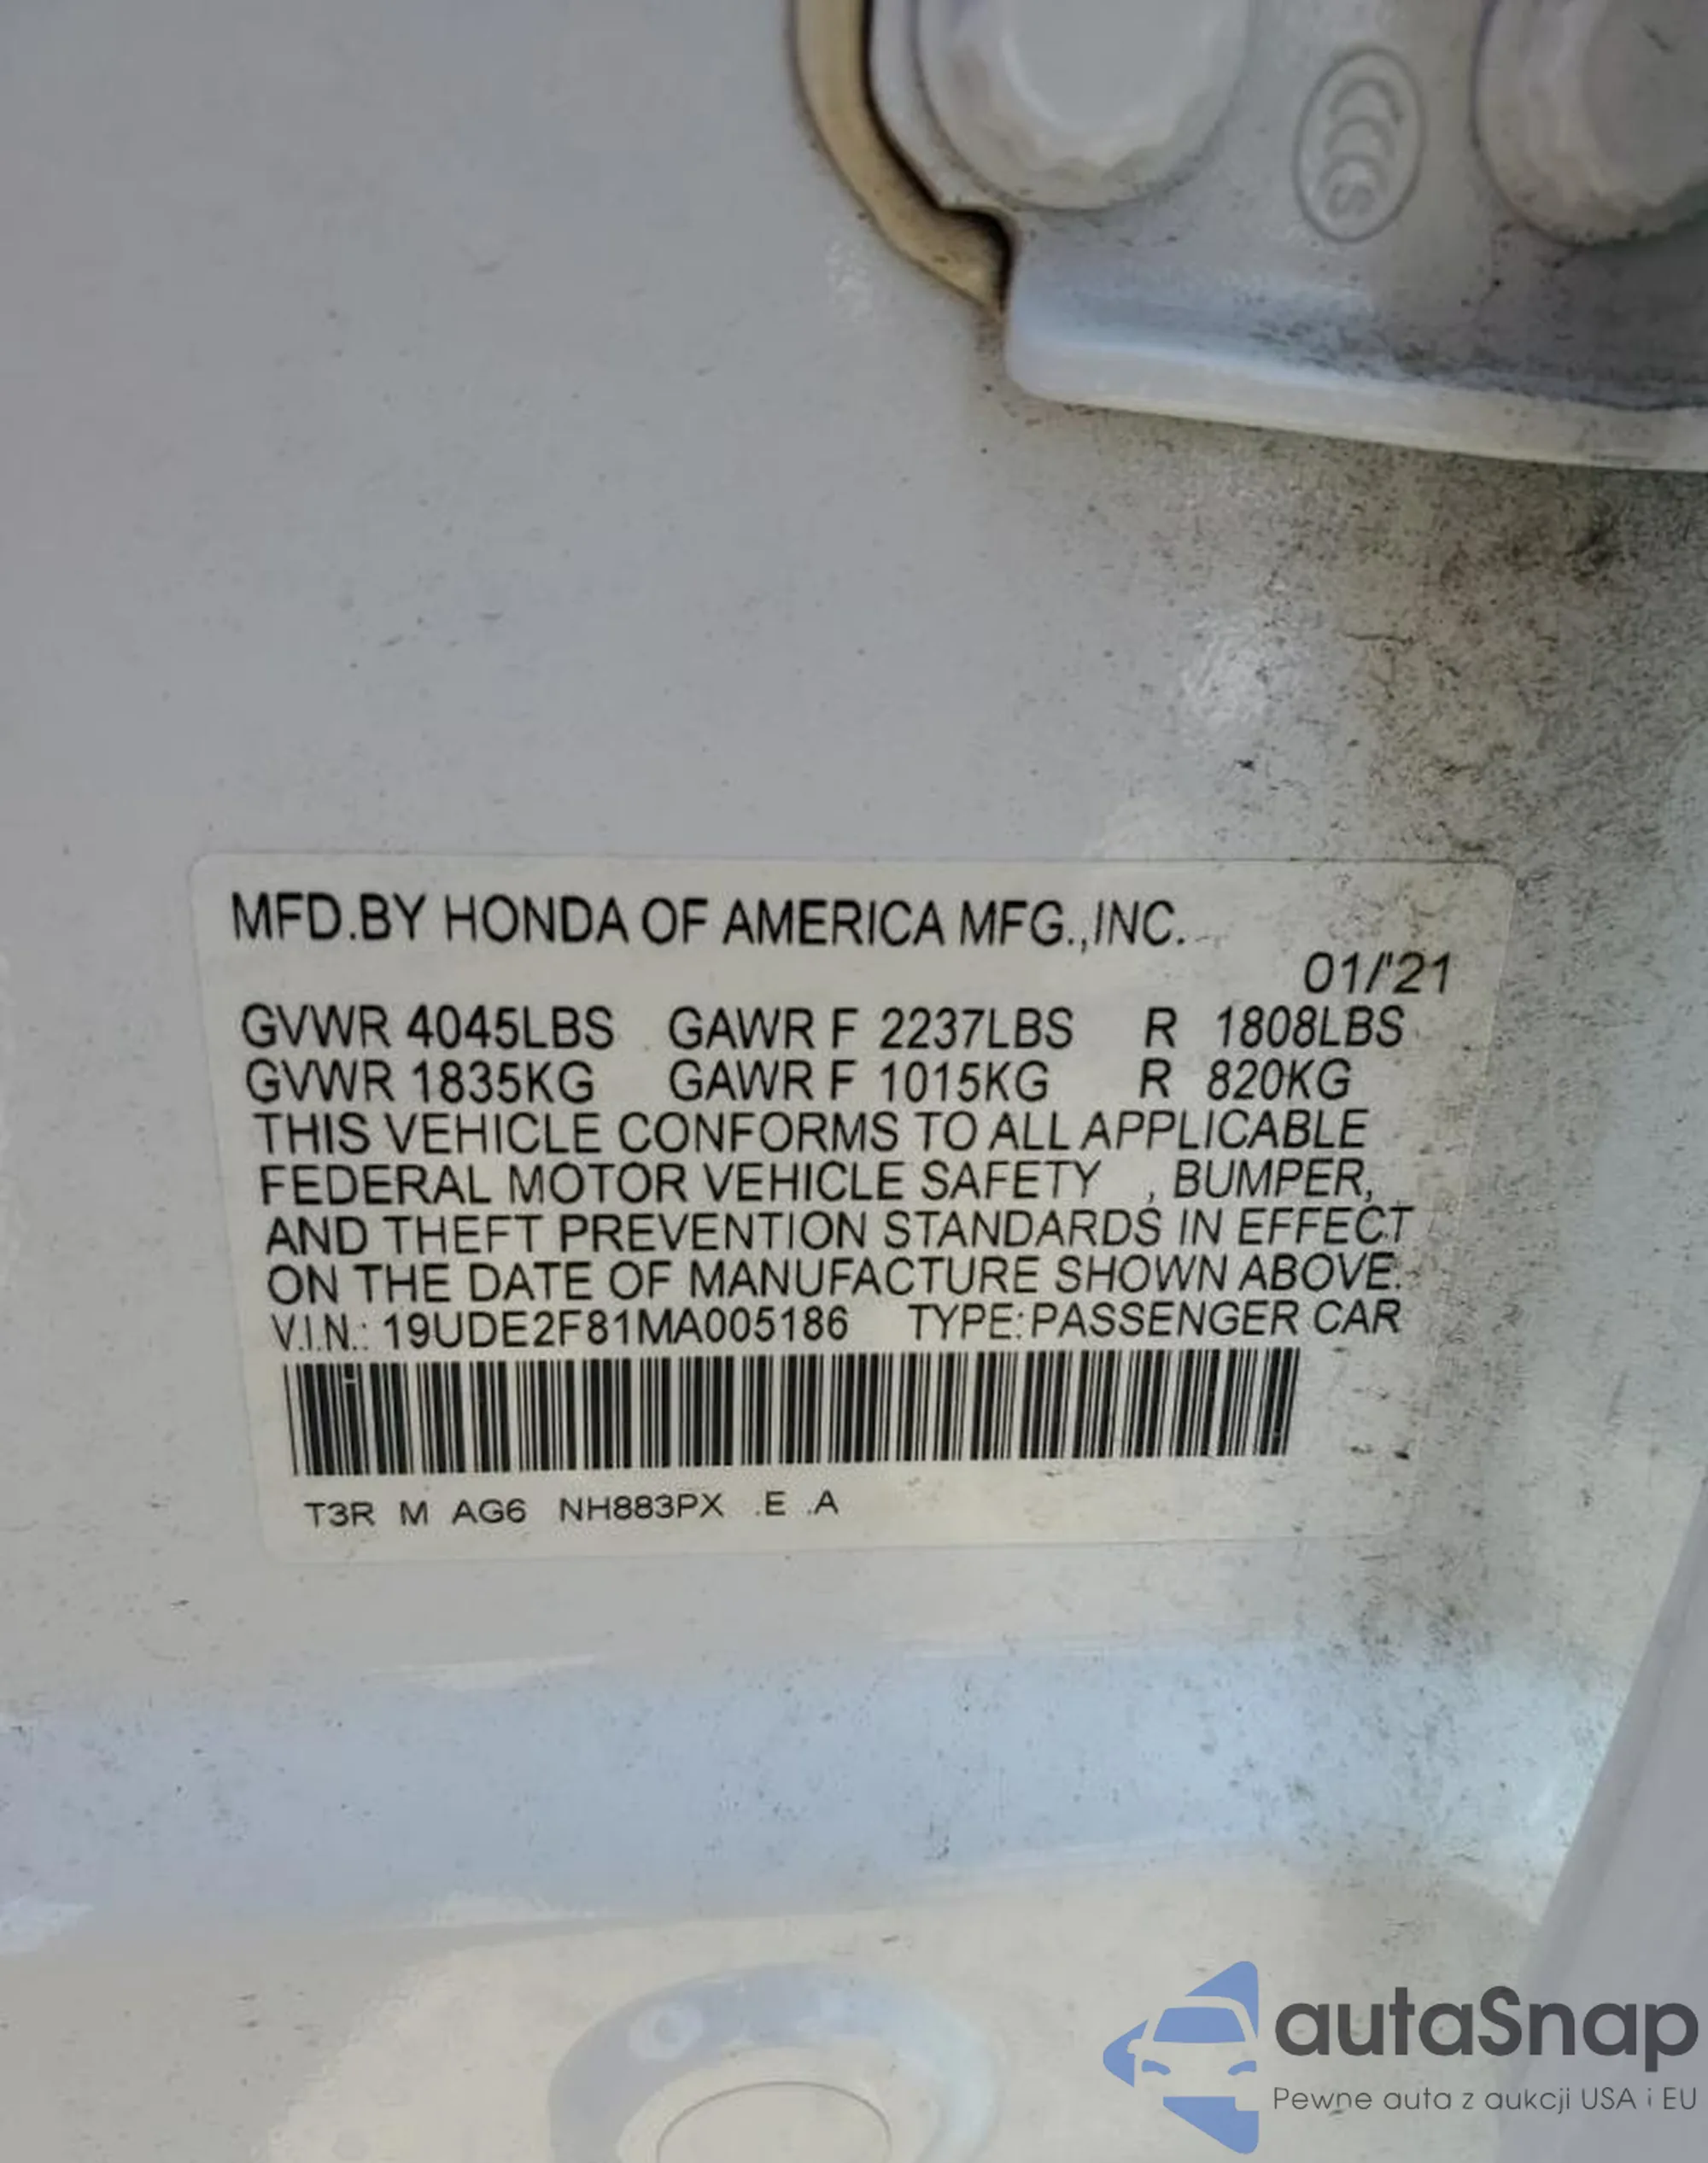 MFD.BY HONDA OF AMERICA MFG.,INC.
01/'21
GVWR 4045LBS GAWR F 2237LBS R 1808LBS
GVWR 1835KG GAWR F 1015KG R 820KG
THIS VEHICLE CONFORMS TO ALL APPLICABLE
FEDERAL MOTOR VEHICLE SAFETY , BUMPER,
AND THEFT PREVENTION STANDARDS IN EFFECT
ON THE DATE OF MANUFACTURE SHOWN ABOVE.
V.I.N.: 19UDE2F81MA005186 TYPE:PASSENGER CAR
T3R M AG6 NH883PX .E .A
autaSnap
Pewne auta z aukcji USA i EU